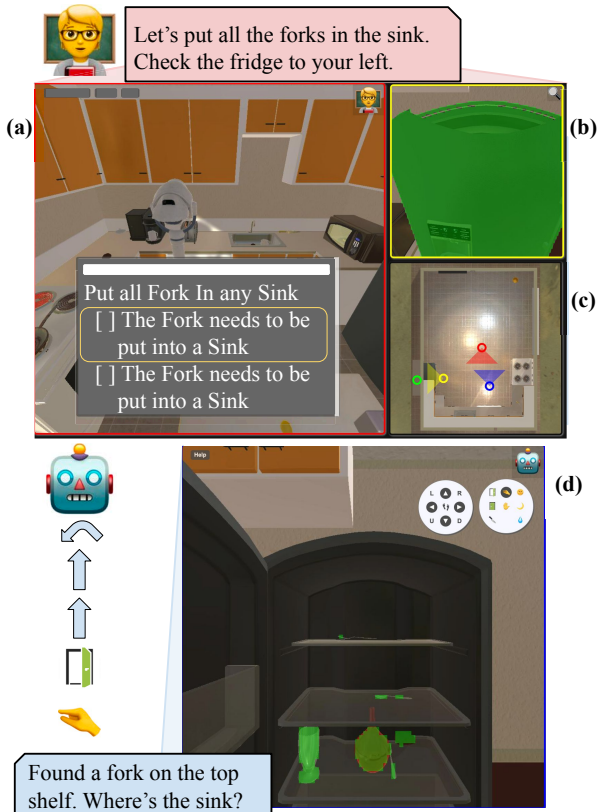 Let's put all the forks in the sink.
Check the fridge to your left.
(a)
(b)
Put all Fork In any Sink
[ ] The Fork needs to be
put into a Sink
[ ] The Fork needs to be
put into a Sink
(c)
Help
(d)
L R
U D
Found a fork on the top
shelf. Where's the sink?